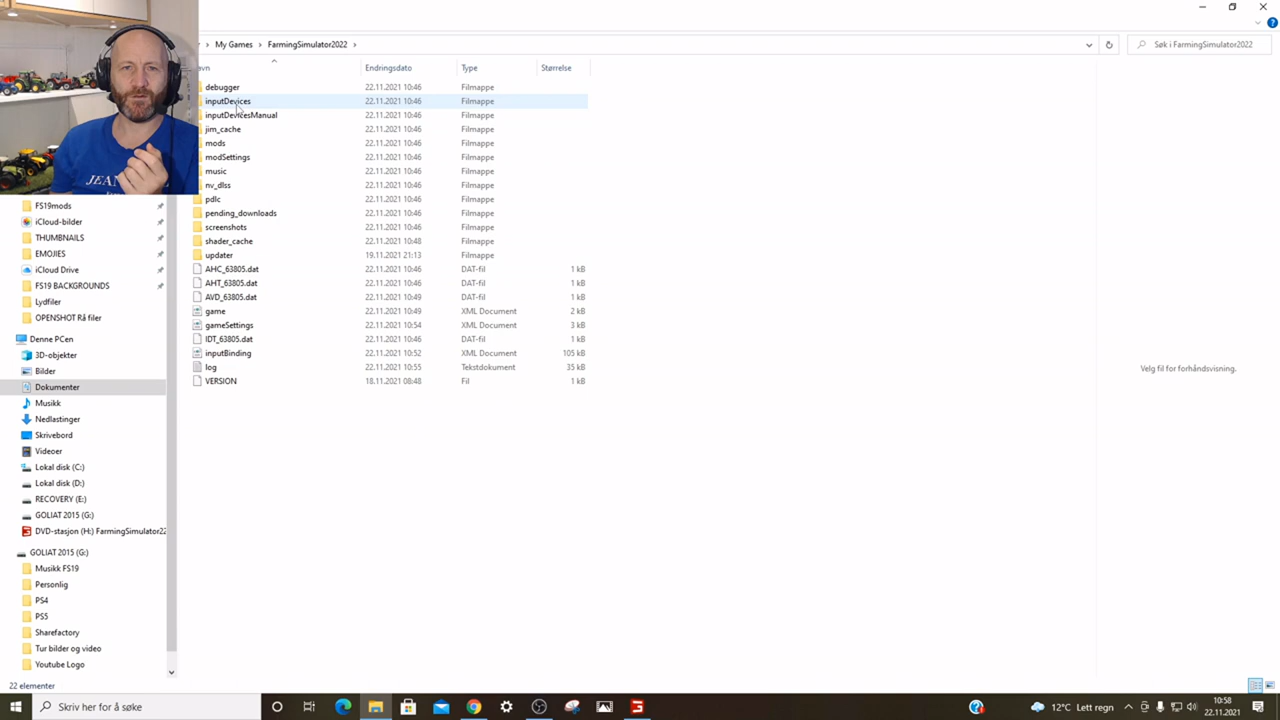 My Games > FarmingSimulator2022 >
Søk i FarmingSimulator2022
avn Endringsdato Type Størrelse
debugger 22.11.2021 10:46 Filmappe
inputDevices 22.11.2021 10:46 Filmappe
inputDevicesManual 22.11.2021 10:46 Filmappe
jim_cache 22.11.2021 10:46 Filmappe
mods 22.11.2021 10:46 Filmappe
modSettings 22.11.2021 10:46 Filmappe
music 22.11.2021 10:46 Filmappe
nv_dlss 22.11.2021 10:46 Filmappe
pdlc 22.11.2021 10:46 Filmappe
pending_downloads 22.11.2021 10:46 Filmappe
screenshots 22.11.2021 10:46 Filmappe
shader_cache 22.11.2021 10:48 Filmappe
updater 19.11.2021 21:13 Filmappe
AHC_63805.dat 22.11.2021 10:46 DAT-fil 1 kB
AHT_63805.dat 22.11.2021 10:46 DAT-fil 1 kB
AVD_63805.dat 22.11.2021 10:49 DAT-fil 1 kB
game 22.11.2021 10:49 XML Document 2 kB
gameSettings 22.11.2021 10:54 XML Document 3 kB
IDT_63805.dat 22.11.2021 10:46 DAT-fil 1 kB
inputBinding 22.11.2021 10:52 XML Document 105 kB
log 22.11.2021 10:55 Tekstdokument 35 kB
VERSION 18.11.2021 08:48 Fil 1 kB
JEAN
FS19mods
iCloud-bilder
THUMBNAILS
EMOJIES
iCloud Drive
FS19 BACKGROUNDS
Lydfiler
OPENSHOT Rå filer
Denne PCen
3D-objekter
Bilder
Dokumenter
Musikk
Nedlastinger
Skrivebord
Videoer
Lokal disk (C:)
Lokal disk (D:)
RECOVERY (E:)
GOLIAT 2015 (G:)
DVD-stasjon (H:) FarmingSimulator22
GOLIAT 2015 (G:)
Musikk FS19
Personlig
PS4
PS5
Sharefactory
Tur bilder og video
Youtube Logo
Velg fil for forhåndsvisning.
22 elementer
Skriv her for å søke
12°C Lett regn
10:58
22.11.2021